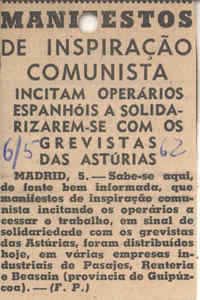 MANIFESTOS
DE INSPIRAÇÃO
COMUNISTA
INCITAM OPERÁRIOS
ESPANHÓIS A SOLIDA-
RIZAREM-SE COM OS
GREVISTAS
6/5 DAS ASTÚRIAS 62
MADRID, 5. — Sabe-se aqui,
de fonte bem informada, que
manifestos de inspiração comu-
nista incitando os operários a
cessar o trabalho, em sinal de
solidariedade com os grevistas
das Astúrias, foram distribuídos
hoje, em várias empresas in-
dustriais de Pasajes, Renteria
e Beasain (província de Guipúz-
coa). — (F. P.)